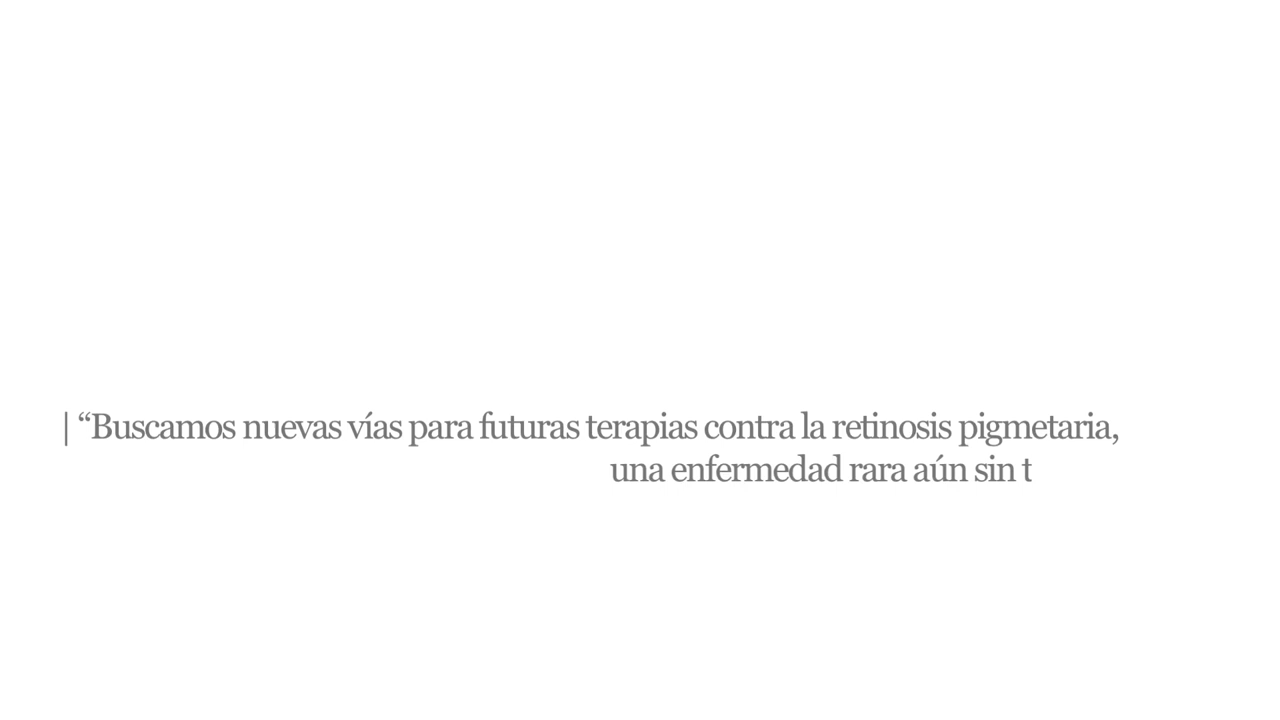 | “Buscamos nuevas vías para futuras terapias contra la retinosis pigmetaria,
una enfermedad rara aún sin t